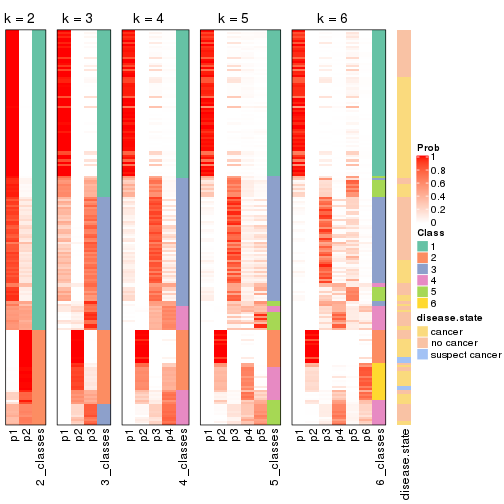 k = 2
k = 3
k = 4
k = 5
k = 6
p1
p2
2_classes
p1
p2
p3
3_classes
p1
p2
p3
p4
4_classes
p1
p2
p3
p4
p5
5_classes
p1
p2
p3
p4
p5
p6
6_classes
disease.state
Prob
1
0.8
0.6
0.4
0.2
0
Class
1
2
3
4
5
6
disease.state
cancer
no cancer
suspect cancer